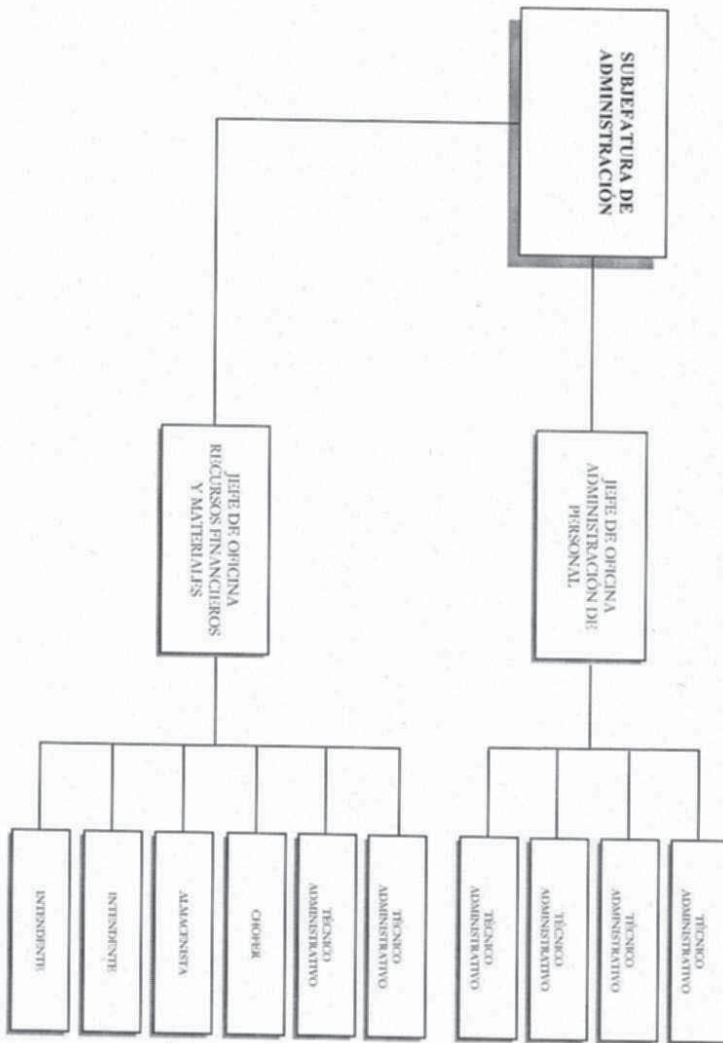 SUBJEFATURA DE
ADMINISTRACIÓN
JEFE DE OFICINA
ADMINISTRACIÓN DE
PERSONAL
TÉCNICO
ADMINISTRATIVO
TÉCNICO
ADMINISTRATIVO
TÉCNICO
ADMINISTRATIVO
TÉCNICO
ADMINISTRATIVO
JEFE DE OFICINA
RECURSOS FINANCIEROS
Y MATERIALES
TÉCNICO
ADMINISTRATIVO
TÉCNICO
ADMINISTRATIVO
CHOFER
ALMACENISTA
INTENDENTE
INTENDENTE